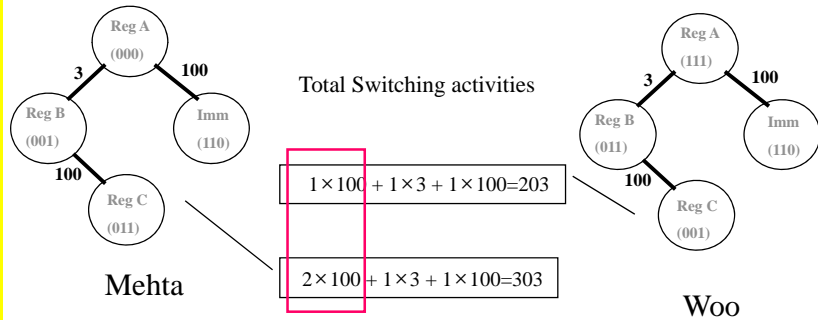 Reg A
(000)
3
100
Reg B
(001)
Imm
(110)
100
Reg C
(011)
Mehta
Total Switching activities
1×100 + 1×3 + 1×100=203
2×100 + 1×3 + 1×100=303
Reg A
(111)
3
100
Reg B
(011)
Imm
(110)
100
Reg C
(001)
Woo